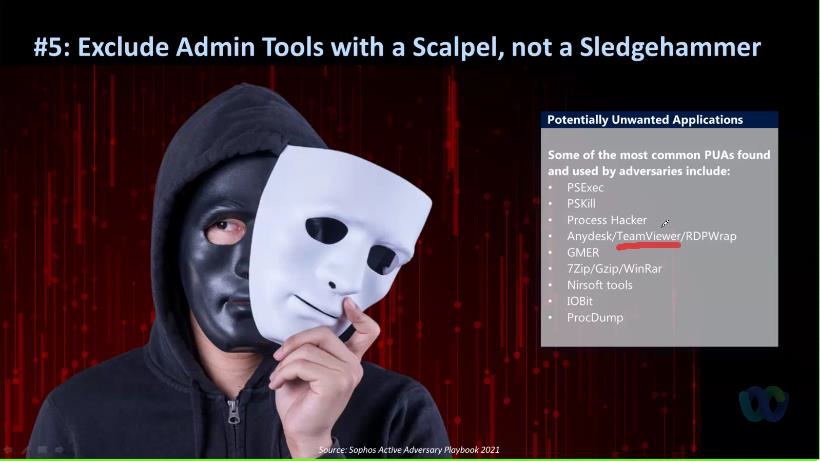 #5: Exclude Admin Tools with a Scalpel, not a Sledgehammer
Potentially Unwanted Applications
Some of the most common PUAs found
and used by adversaries include:
• PSExec
• PSKill
• Process Hacker
• Anydesk/TeamViewer/RDPWrap
• GMER
• 7Zip/Gzip/WinRar
• Nirsoft tools
• IOBit
• ProcDump
Source: Sophos Active Adversary Playbook 2021